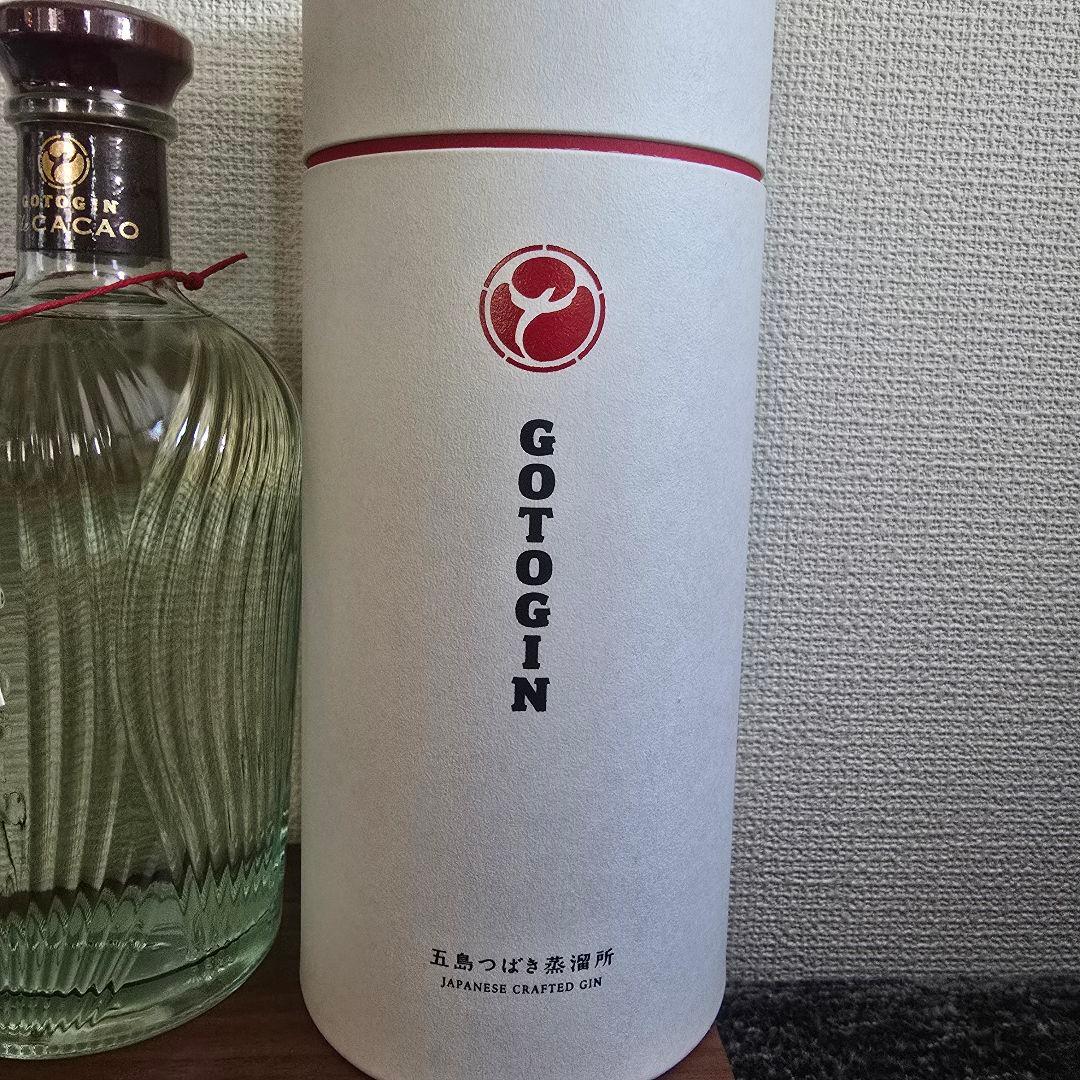 GOTOGIN
CACAO
GOTOGIN
五島つばき蒸溜所
JAPANESE CRAFTED GIN